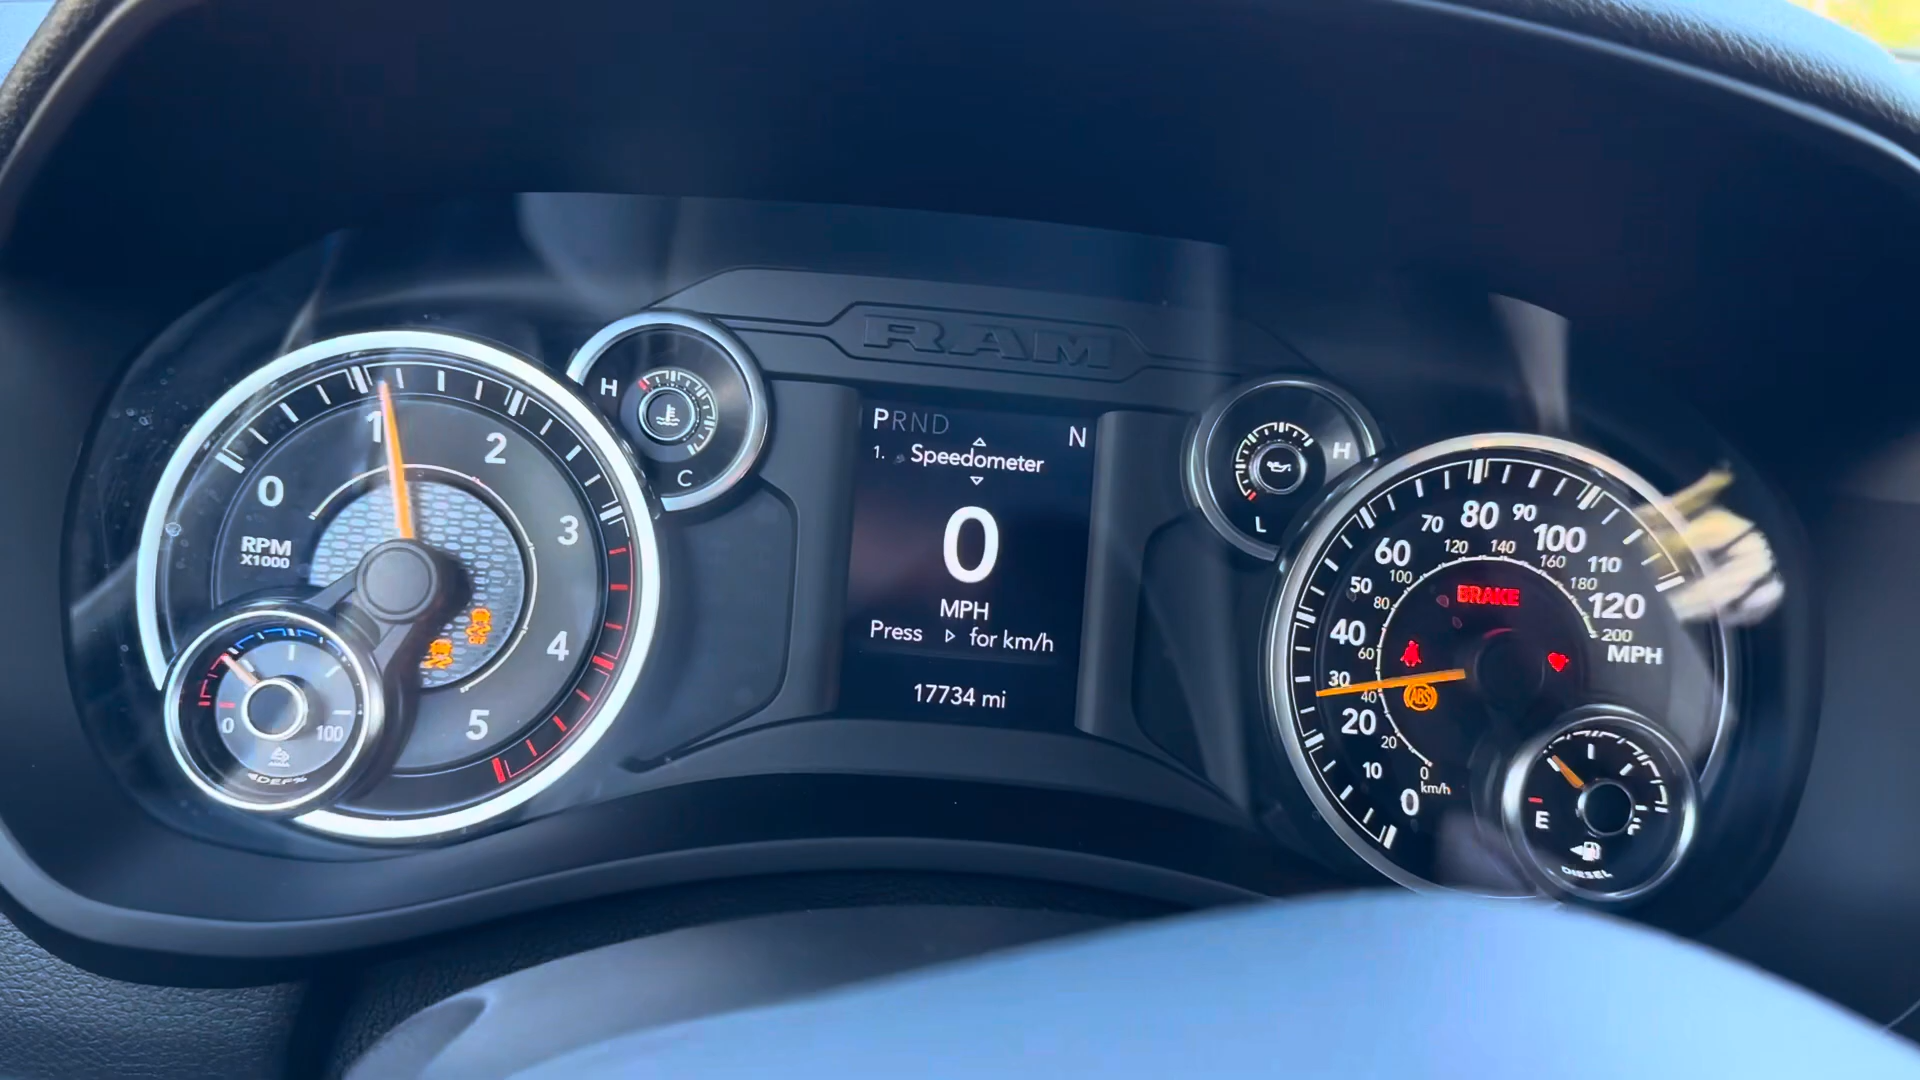 RAM
0
1
2
3
4
5
RPM
X1000
H
C
0
100
DEF%
OFF
PRND
N
1. Speedometer
0
MPH
Press ▷ for km/h
17734 mi
H
L
0
10
20
30
40
50
60
70
80
90
100
110
120
MPH
0
20
40
60
80
100
120
140
160
180
200
km/h
BRAKE
ABS
E
F
DIESEL